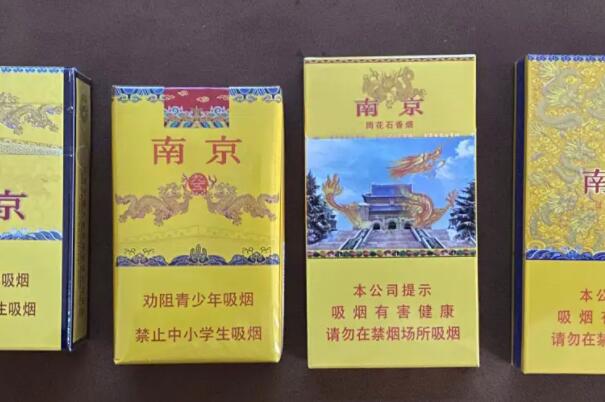 京
吸烟
生吸烟
南京
劝阻青少年吸烟
禁止中小学生吸烟
南京
雨花石香烟
本公司提示
吸烟有害健康
请勿在禁烟场所吸烟
南
本公
吸烟有
请勿在禁